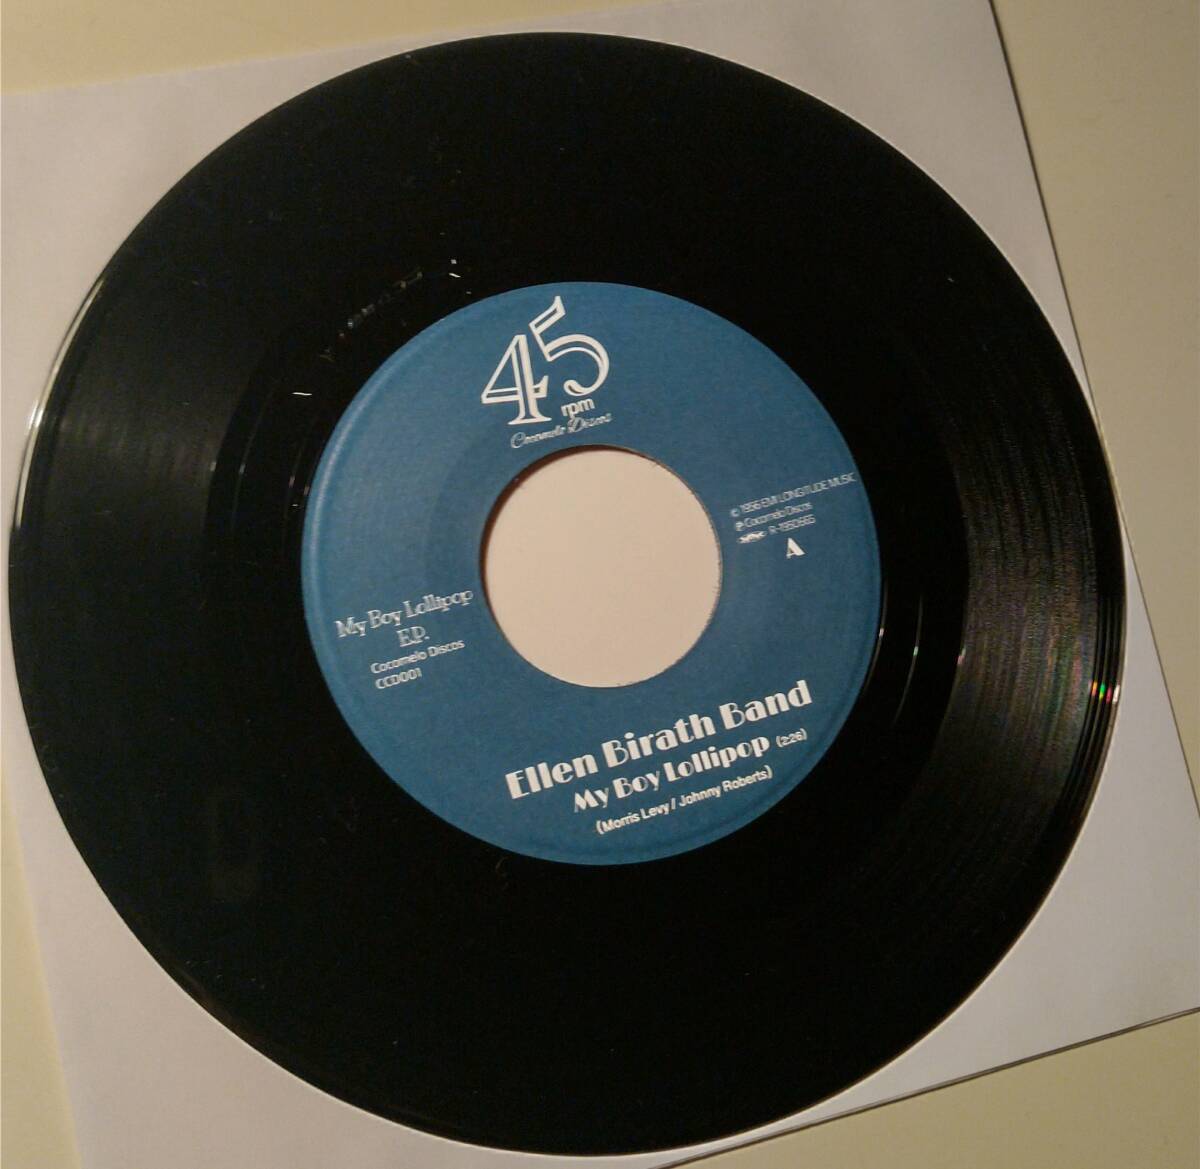 45
rpm
Cocomelo Discos
© 1956 EMI LONGITUDE MUSIC
℗ Cocomelo Discos
R-1950565
A
My Boy Lollipop
E.P.
Cocomelo Discos
CCD001
Ellen Birath Band
My Boy Lollipop (2:26)
(Morris Levy / Johnny Roberts)